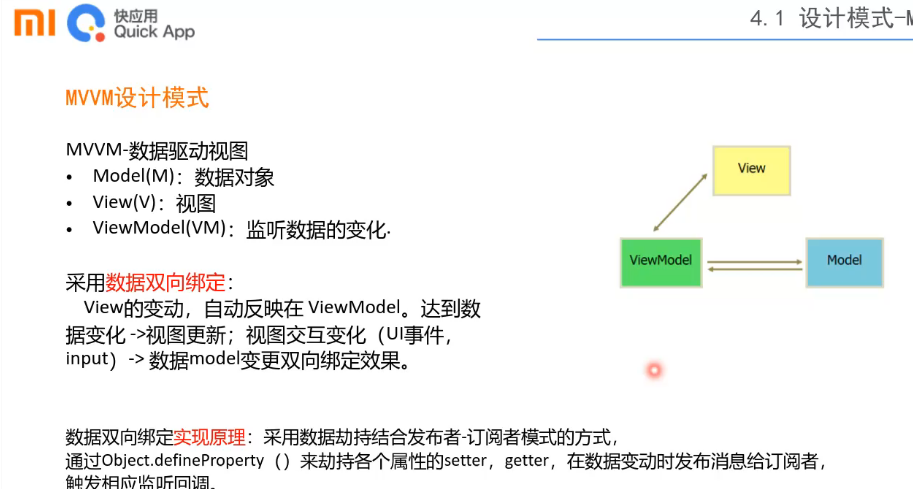 mi 快应用
Quick App
4.1 设计模式-M
MVVM设计模式
MVVM-数据驱动视图
• Model(M)：数据对象
• View(V)：视图
• ViewModel(VM)：监听数据的变化.
采用数据双向绑定：
View的变动，自动反映在 ViewModel。达到数
据变化 ->视图更新；视图交互变化（UI事件，
input）-> 数据model变更双向绑定效果。
View
ViewModel
Model
数据双向绑定实现原理：采用数据劫持结合发布者-订阅者模式的方式，
通过Object.defineProperty（）来劫持各个属性的setter，getter，在数据变动时发布消息给订阅者，
触发相应监听回调。